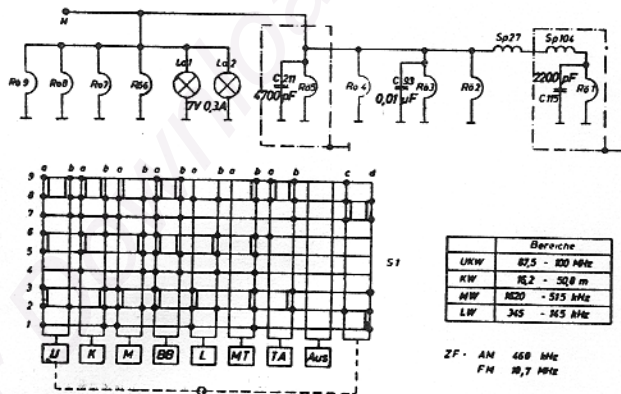 H
Sp27
Sp104
Rö9
Rö8
Rö7
Rö6
La1
La2
7V 0,3A
C211
4700pF
Rö5
Rö4
C93
0,01 µF
Rö3
Rö2
2200pF
C115
Rö1
a b a b a b a b a b a b a b c d
9
8
7
6
5
4
3
2
1
S1
U K M BB L MT TA Aus
Bereiche
UKW 87,5 - 100 MHz
KW 16,2 - 50,8 m
MW 1620 - 515 kHz
LW 345 - 145 kHz
ZF - AM 460 kHz
FM 10,7 MHz